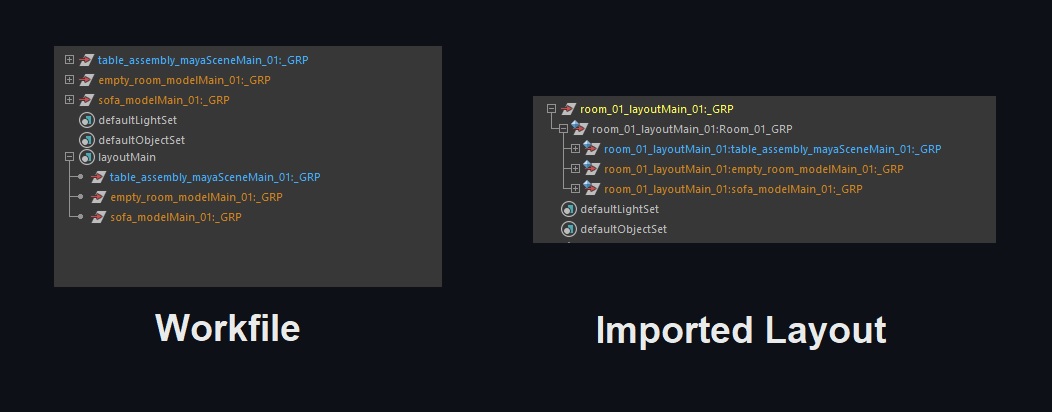 table_assembly_mayaSceneMain_01:_GRP
empty_room_modelMain_01:_GRP
sofa_modelMain_01:_GRP
defaultLightSet
defaultObjectSet
layoutMain
table_assembly_mayaSceneMain_01:_GRP
empty_room_modelMain_01:_GRP
sofa_modelMain_01:_GRP
Workfile
room_01_layoutMain_01:_GRP
room_01_layoutMain_01:Room_01_GRP
room_01_layoutMain_01:table_assembly_mayaSceneMain_01:_GRP
room_01_layoutMain_01:empty_room_modelMain_01:_GRP
room_01_layoutMain_01:sofa_modelMain_01:_GRP
defaultLightSet
defaultObjectSet
Imported Layout